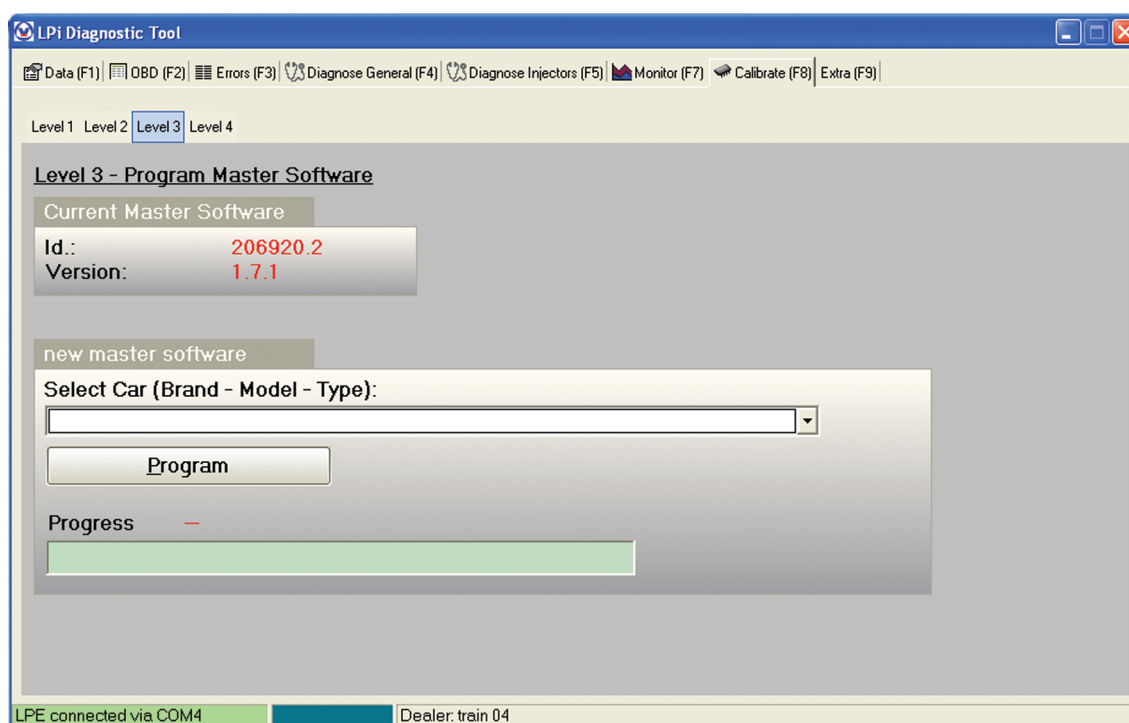 LPi Diagnostic Tool
Data (F1) OBD (F2) Errors (F3) Diagnose General (F4) Diagnose Injectors (F5) Monitor (F7) Calibrate (F8) Extra (F9)
Level 1 Level 2 Level 3 Level 4
Level 3 - Program Master Software
Current Master Software
Id.: 206920.2
Version: 1.7.1
new master software
Select Car (Brand - Model - Type):
Program
Progress —
LPE connected via COM4 Dealer: train 04